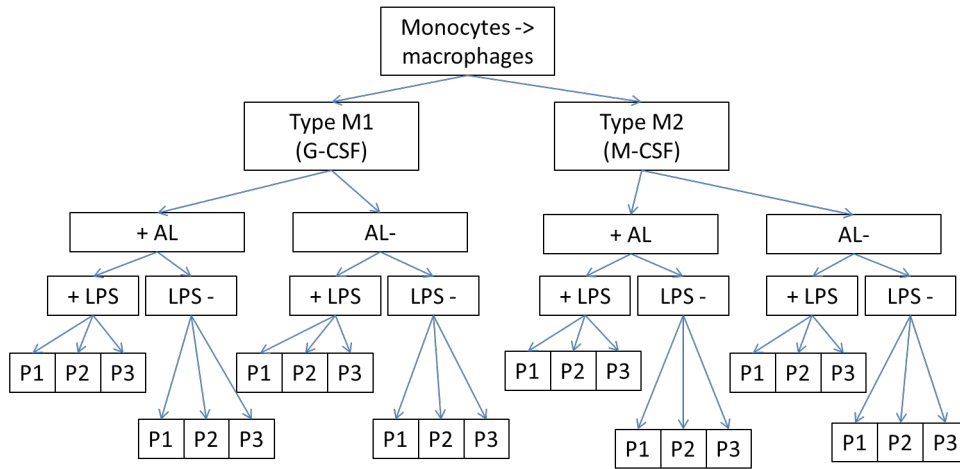 Monocytes ->
macrophages
Type M1
(G-CSF)
Type M2
(M-CSF)
+ AL
AL-
+ AL
AL-
+ LPS
LPS -
+ LPS
LPS -
+ LPS
LPS -
+ LPS
LPS -
P1 P2 P3
P1 P2 P3
P1 P2 P3
P1 P2 P3
P1 P2 P3
P1 P2 P3
P1 P2 P3
P1 P2 P3